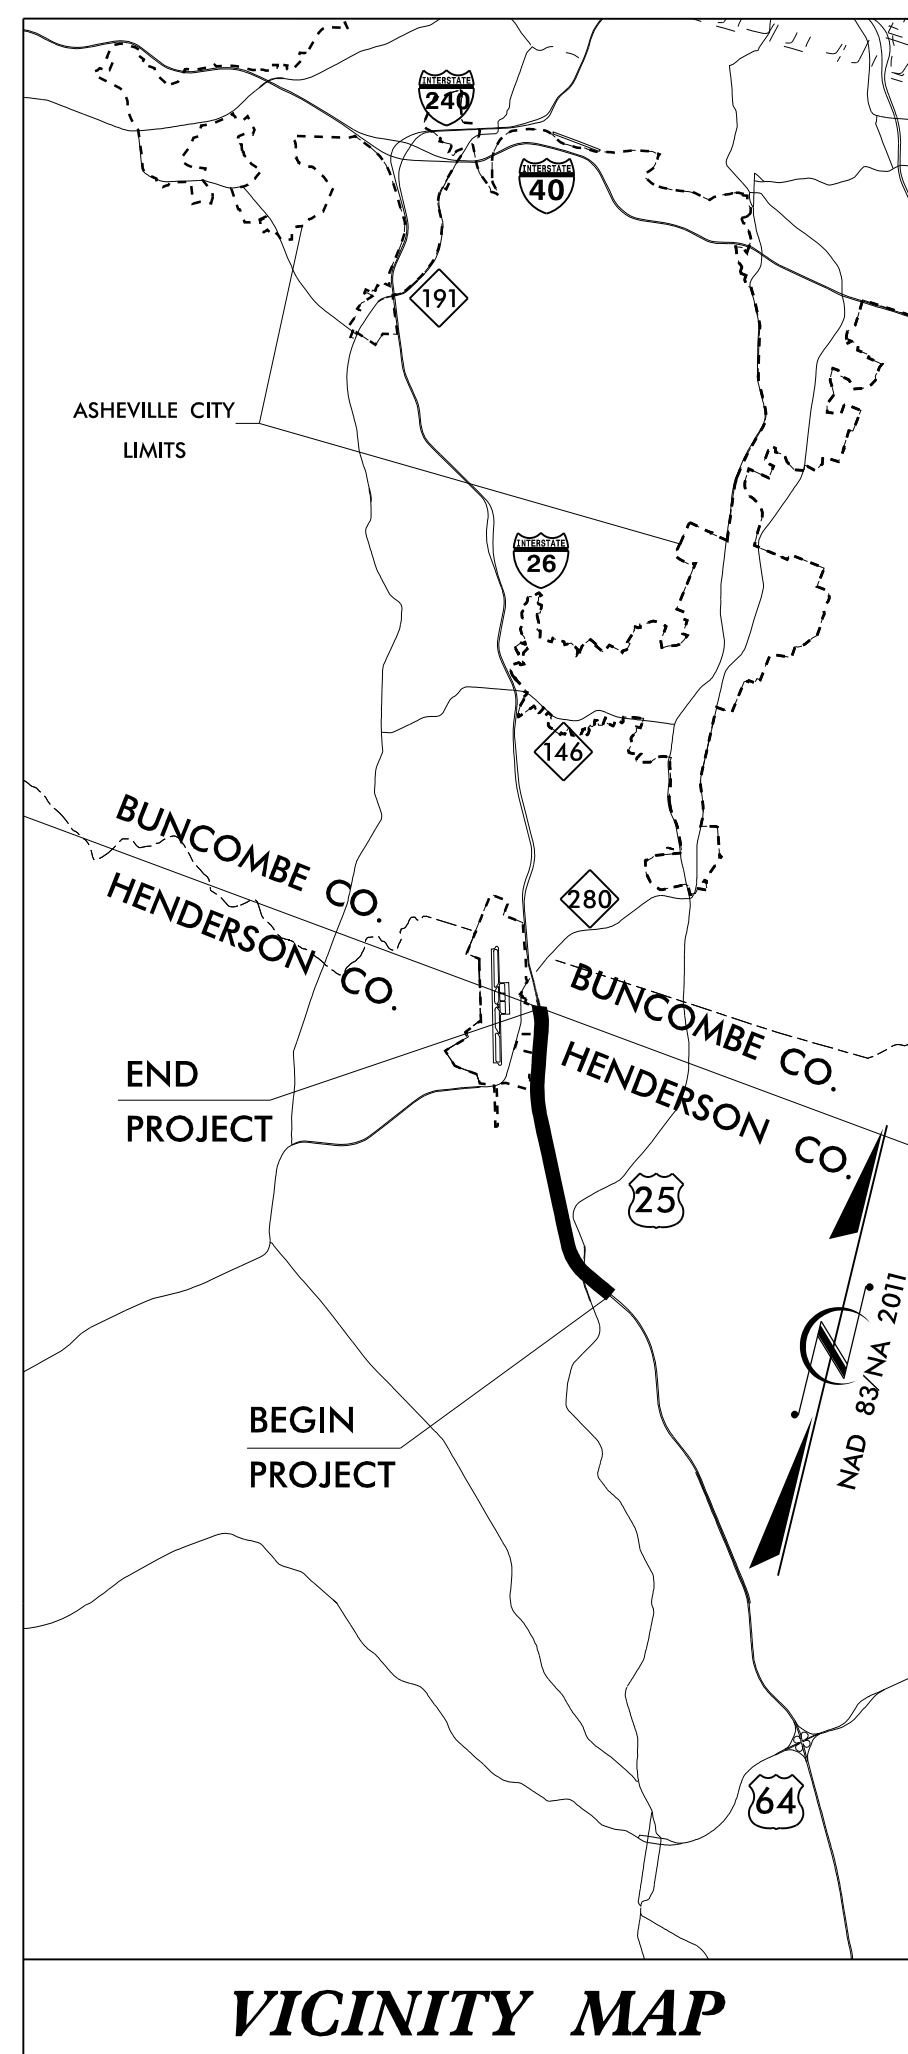 INTERSTATE
240
INTERSTATE
40
191
ASHEVILLE CITY
LIMITS
INTERSTATE
26
146
BUNCOMBE CO.
HENDERSON CO.
280
BUNCOMBE CO.
HENDERSON CO.
END
PROJECT
25
NAD 83/NA 2011
BEGIN
PROJECT
64
VICINITY MAP